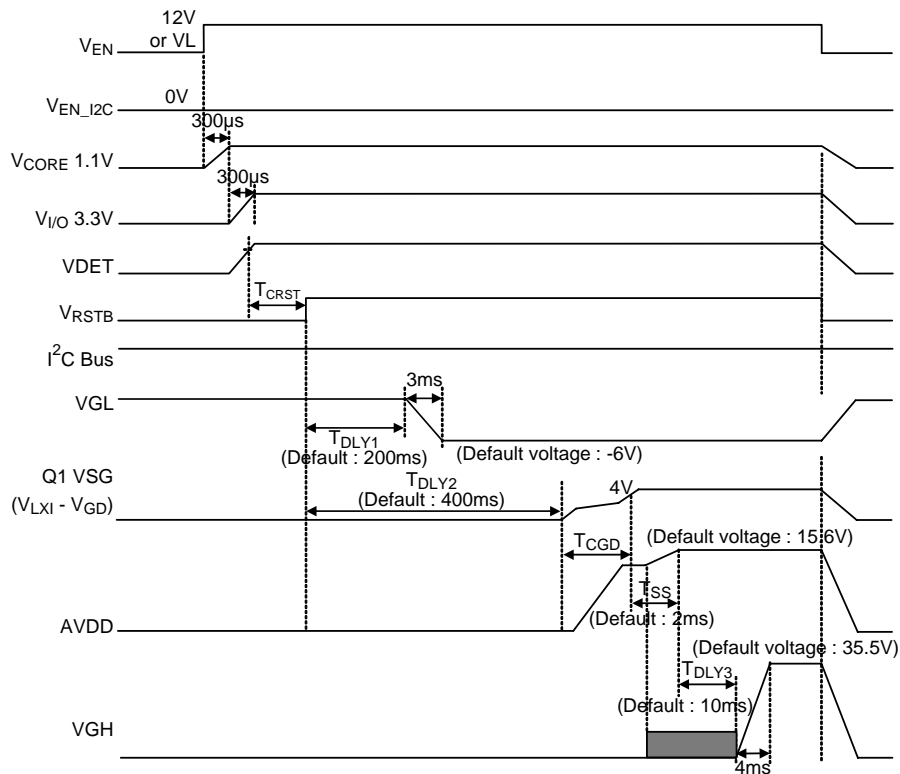 12V
or VL
VEN
VEN_I2C
0V
300µs
VCORE 1.1V
300µs
VI/O 3.3V
VDET
TCRST
VRSTB
I2C Bus
3ms
VGL
TDLY1
(Default : 200ms)
(Default voltage : -6V)
Q1 VSG
(VLXI - VGD)
TDLY2
(Default : 400ms)
4V
TCGD
(Default voltage : 15.6V)
TSS
(Default : 2ms)
AVDD
(Default voltage : 35.5V)
TDLY3
(Default : 10ms)
VGH
4ms